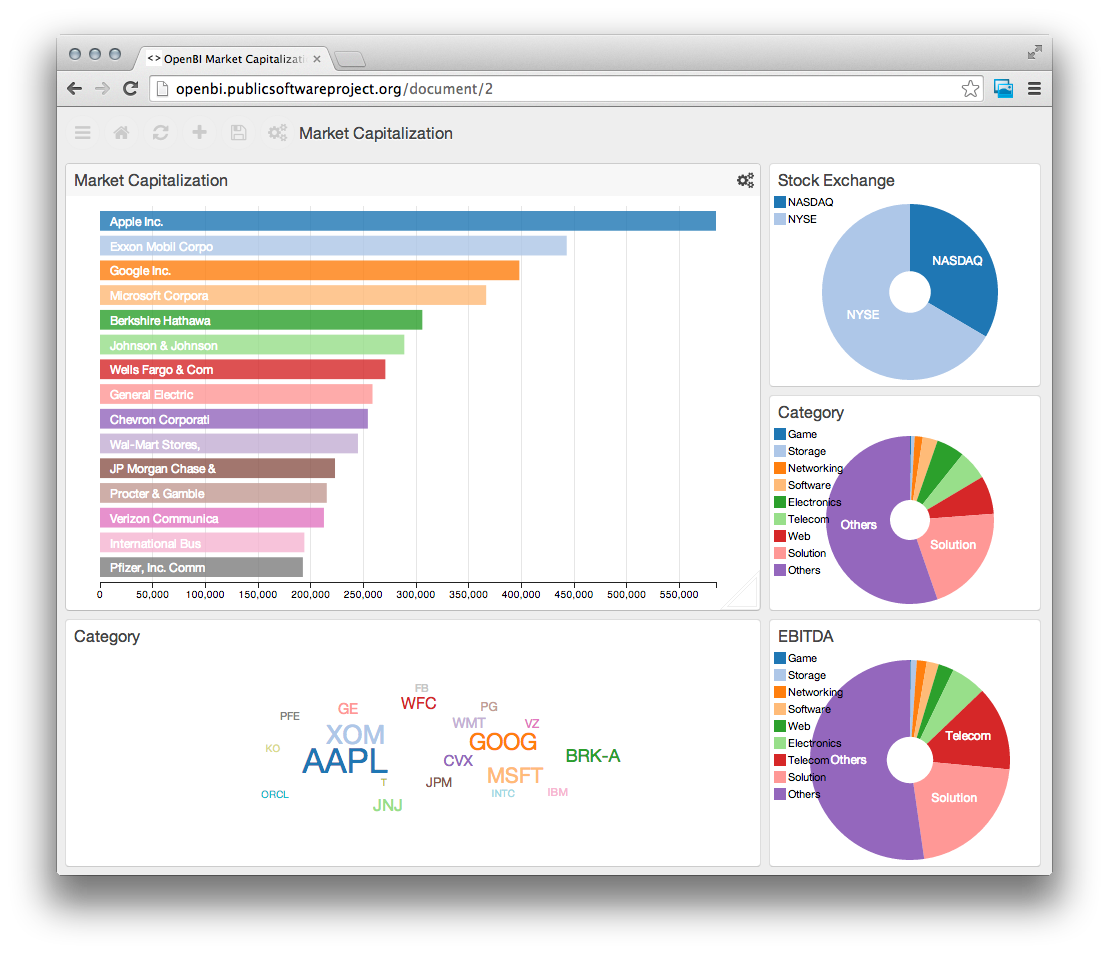 < > OpenBI Market Capitalizati
openbi.publicsoftwareproject.org/document/2
Market Capitalization
Market Capitalization
Apple Inc.
Exxon Mobil Corpo
Google Inc.
Microsoft Corpora
Berkshire Hathawa
Johnson & Johnson
Wells Fargo & Com
General Electric
Chevron Corporati
Wal-Mart Stores,
JP Morgan Chase &
Procter & Gamble
Verizon Communica
International Bus
Pfizer, Inc. Comm
0 50,000 100,000 150,000 200,000 250,000 300,000 350,000 400,000 450,000 500,000 550,000
Stock Exchange
NASDAQ
NYSE
NASDAQ
NYSE
Category
Game
Storage
Networking
Software
Electronics
Telecom
Web
Solution
Others
Others
Solution
Category
FB
WFC
GE
PG
PFE
WMT
VZ
XOM
GOOG
KO
BRK-A
AAPL
CVX
MSFT
T
JPM
ORCL
INTC
IBM
JNJ
EBITDA
Game
Storage
Networking
Software
Web
Electronics
Telecom
Solution
Others
Telecom
Others
Solution